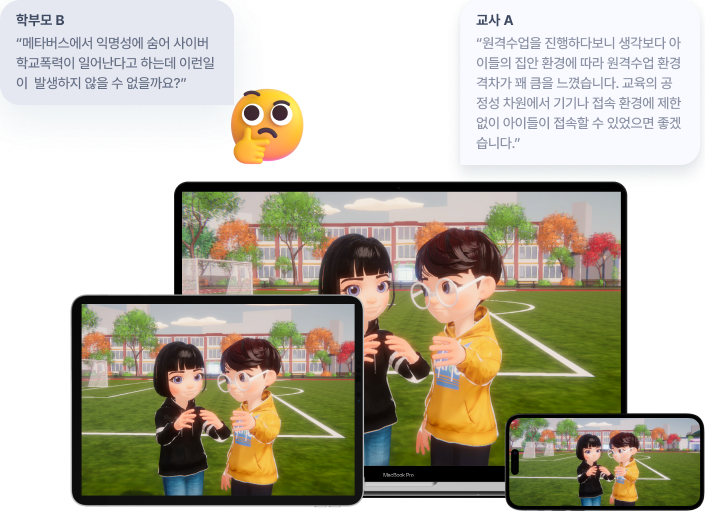 학부모 B
“메타버스에서 익명성에 숨어 사이버
학교폭력이 일어난다고 하는데 이런일
이 발생하지 않을 수 없을까요?”
교사 A
“원격수업을 진행하다보니 생각보다 아
이들의 집안 환경에 따라 원격수업 환경
격차가 꽤 큼을 느꼈습니다. 교육의 공
정성 차원에서 기기나 접속 환경에 제한
없이 아이들이 접속할 수 있었으면 좋겠
습니다.”
MacBook Pro